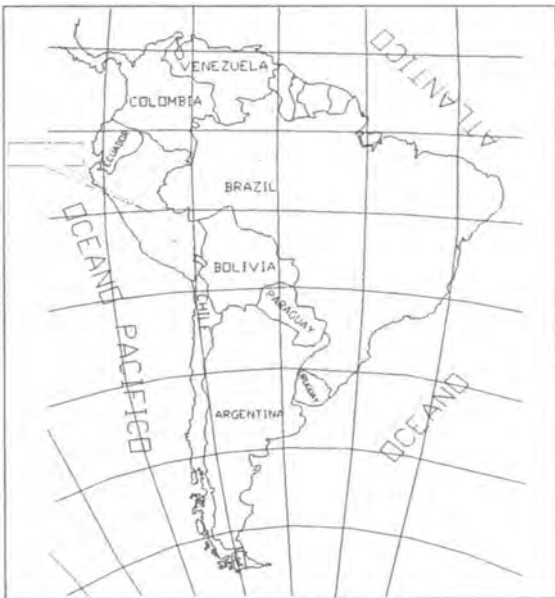 VENEZUELA
ATLANTICO
COLOMBIA
ECUADOR
BRAZIL
OCEANO PACIFICO
BOLIVIA
CHILE
PARAGUAY
URUGUAY
OCEANO
ARGENTINA